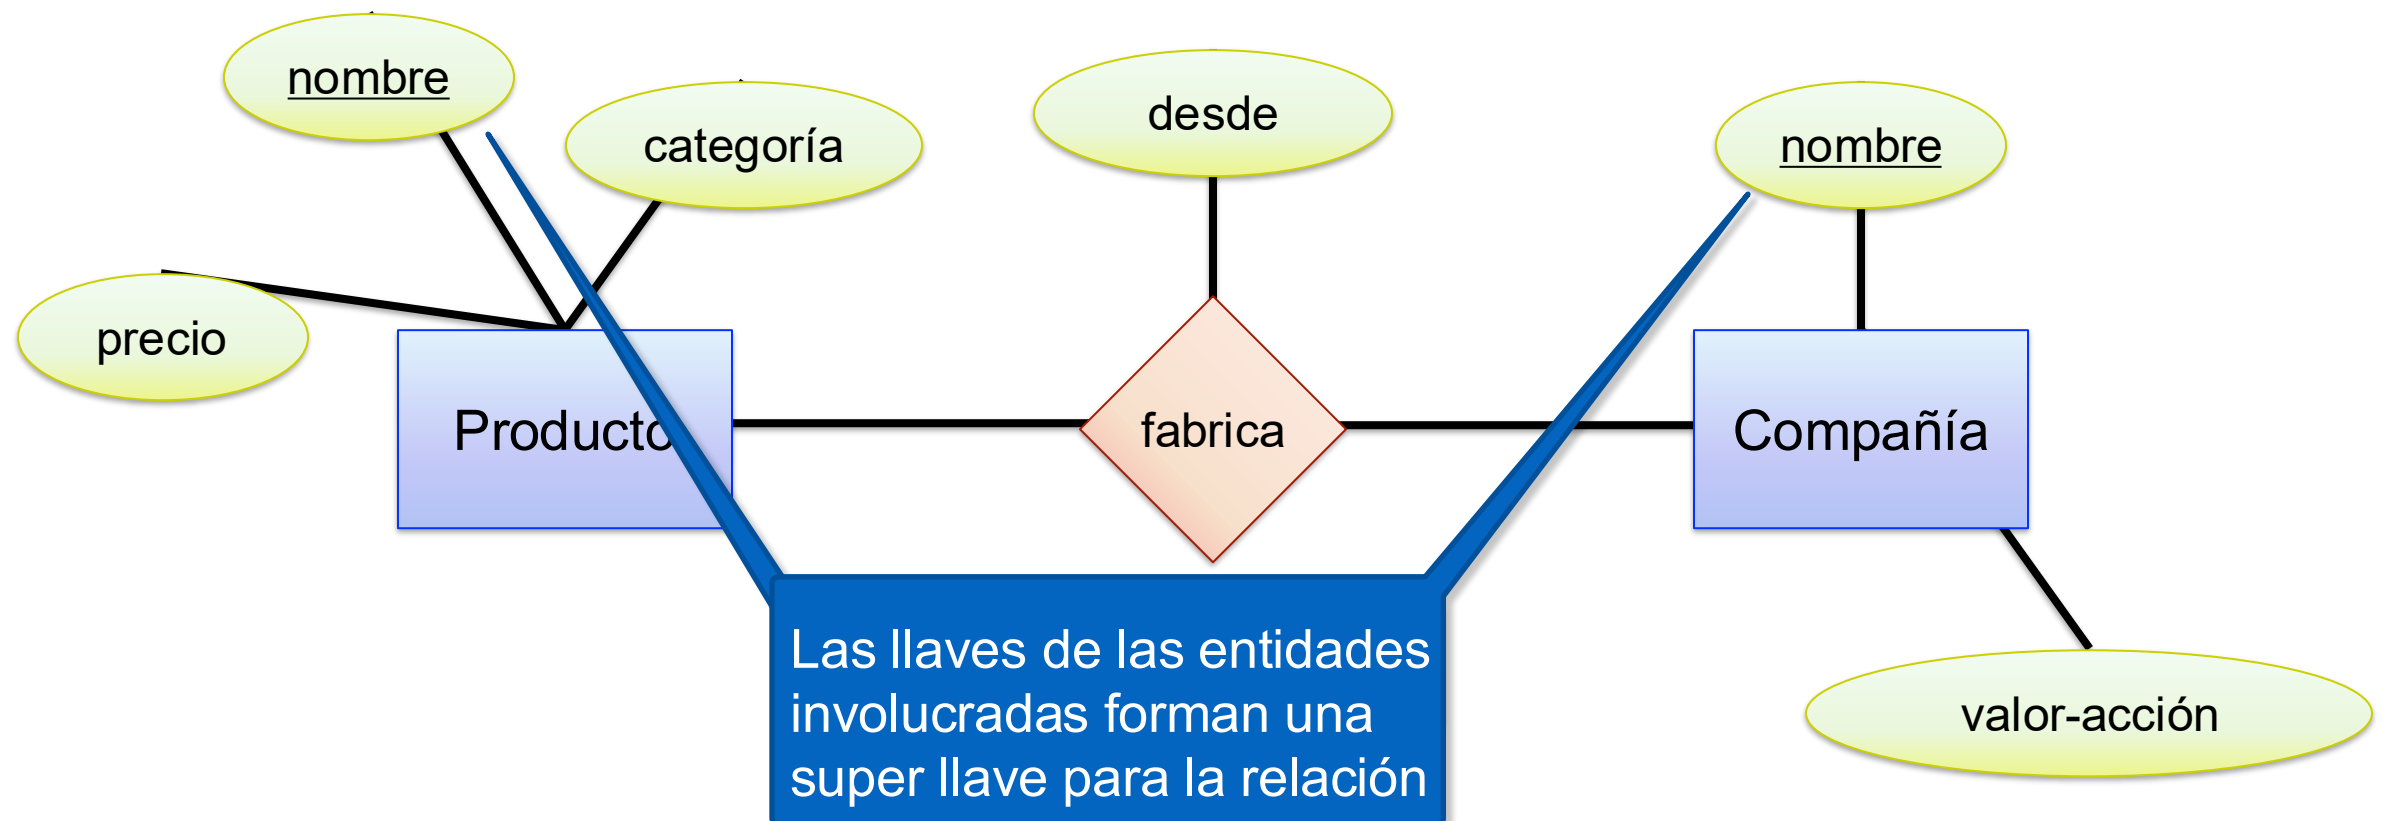 nombre
categoría
desde
nombre
precio
Producto
fabrica
Compañía
Las llaves de las entidades
involucradas forman una
super llave para la relación
valor-acción